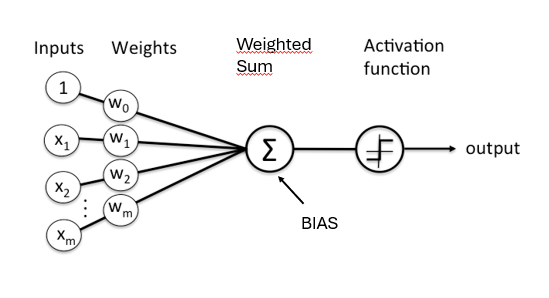 Inputs
Weights
Weighted
Sum
Activation
function
1
w0
x1
w1
x2
w2
⋮
xm
wm
Σ
output
BIAS